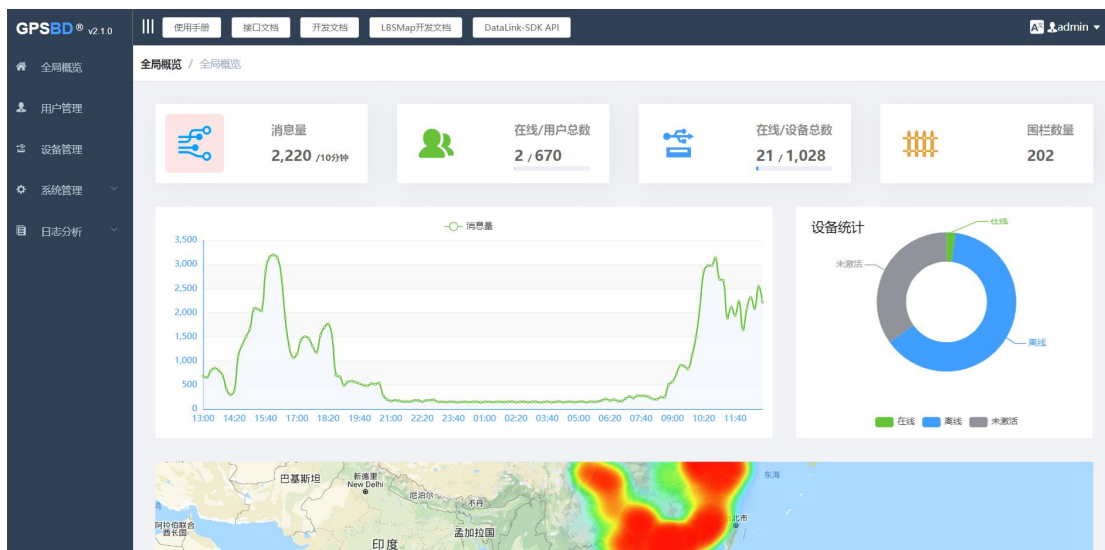 GPSBD ® v2.1.0
使用手册 接口文档 开发文档 LBSMap开发文档 DataLink-SDK API
admin
全局概览
用户管理
设备管理
系统管理
日志分析
全局概览 / 全局概览
消息量
2,220 /10分钟
在线/用户总数
2 / 670
在线/设备总数
21 / 1,028
围栏数量
202
消息量
3,500
3,000
2,500
2,000
1,500
1,000
500
0
13:00 14:20 15:40 17:00 18:20 19:40 21:00 22:20 23:40 01:00 02:20 03:40 05:00 06:20 07:40 09:00 10:20 11:40
设备统计
在线
未激活
离线
在线 离线 未激活
巴基斯坦
新德里
New Delhi
尼泊尔
不丹
东海
阿拉伯联合
酋长国
孟加拉国
北市
印度